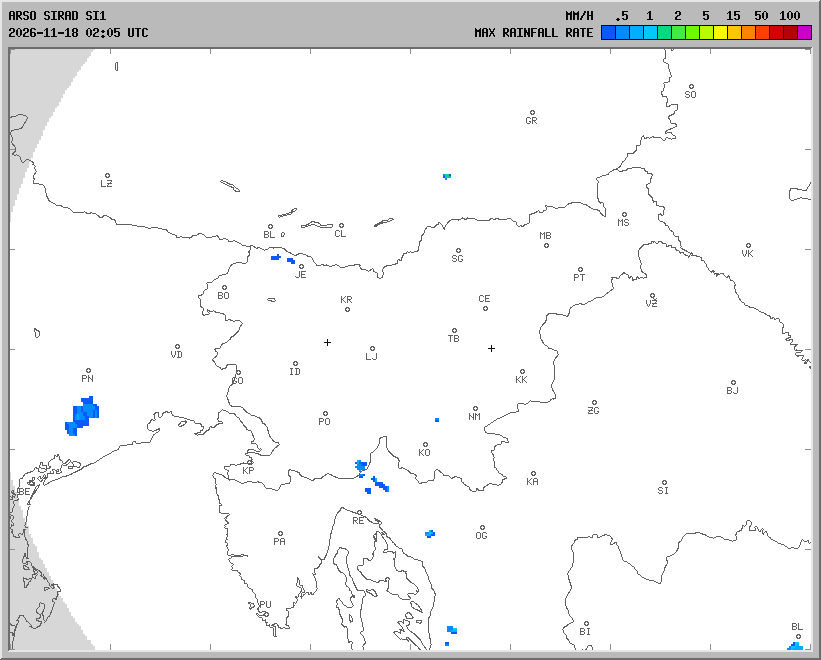 ARSO SIRAD SI1
MM/H .5 1 2 5 15 50 100
2026-11-18 02:05 UTC
MAX RAINFALL RATE
SO
GR
LZ
MS
BL
CL
MB
VK
SG
JE
PT
BO
KR
CE
VZ
TB
VD
LJ
ID
GO
KK
PN
BJ
ZG
NM
PO
KO
KP
KA
BE
SI
RE
PA
OG
PU
BI
BL